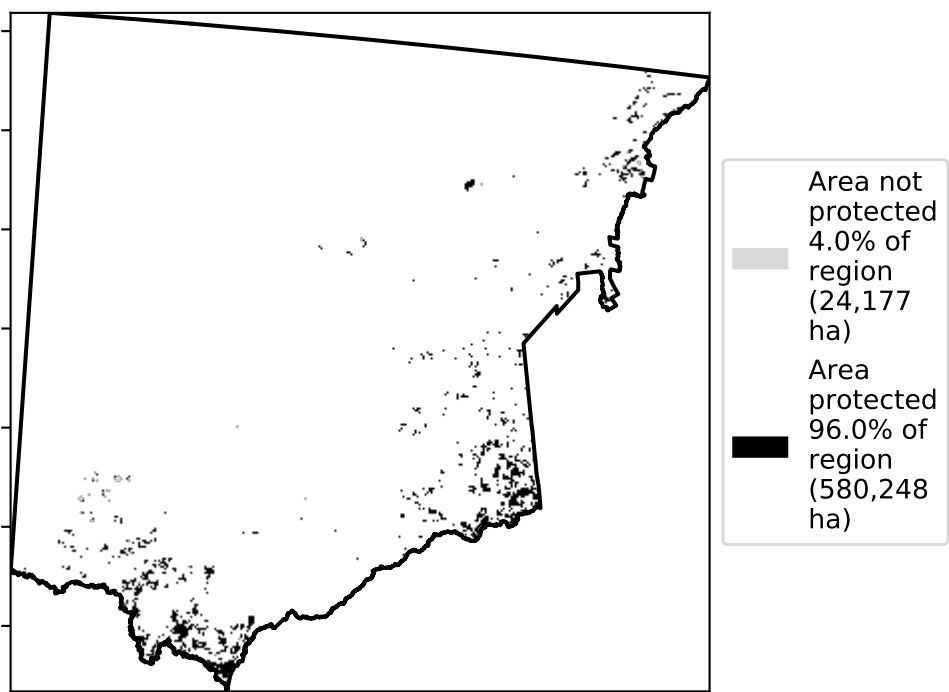 Area not
protected
4.0% of
region
(24,177
ha)
Area
protected
96.0% of
region
(580,248
ha)